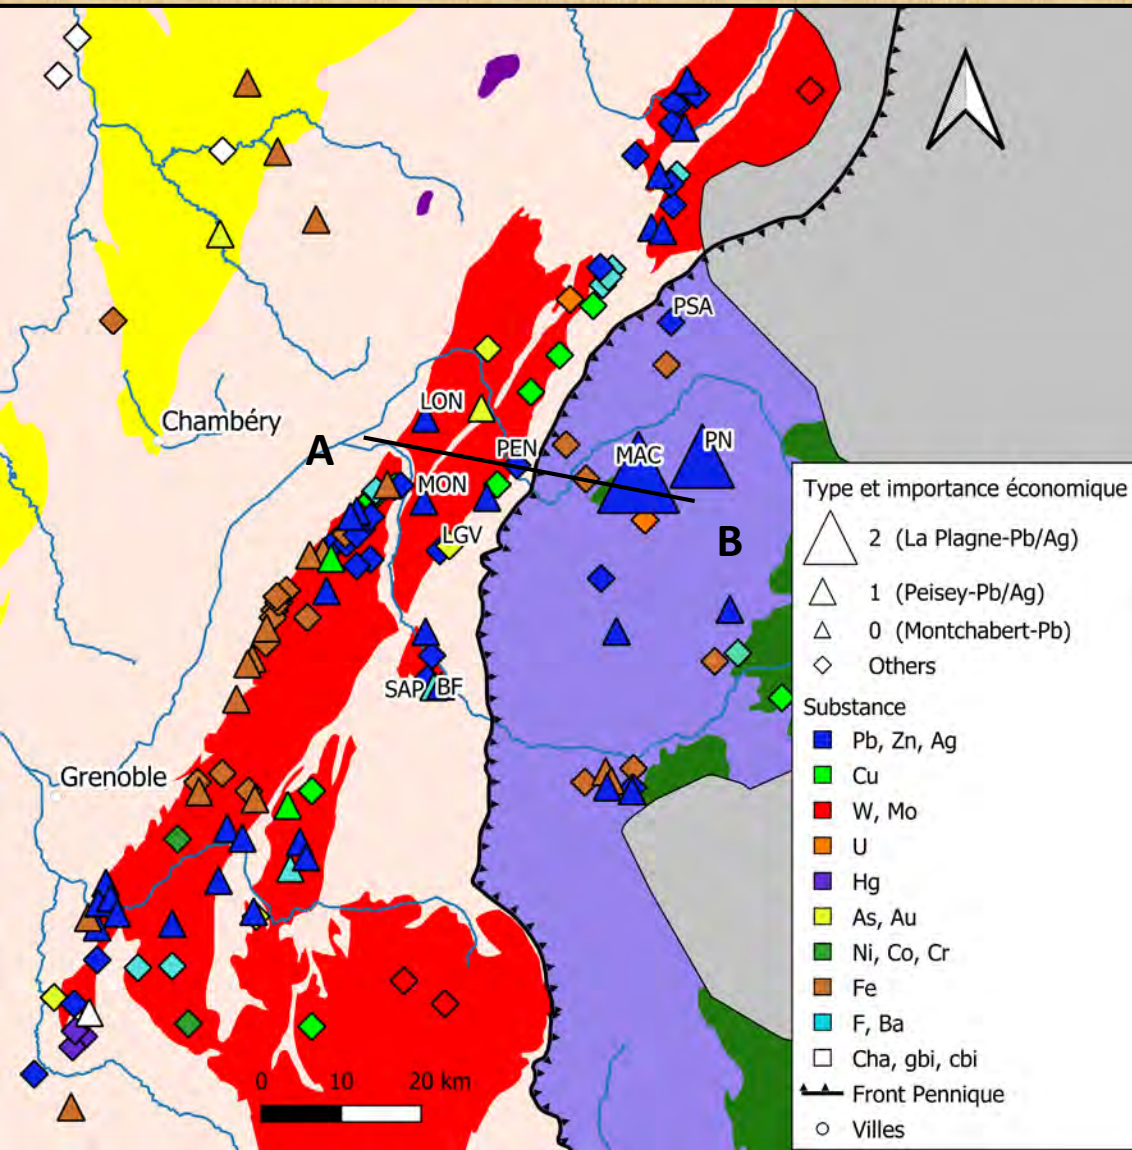 PSA
LON
Chambéry
A
PEN
MAC
PN
MON
LGV
B
SAP
BF
Grenoble
0 10 20 km
Type et importance économique
2 (La Plagne-Pb/Ag)
1 (Peisey-Pb/Ag)
0 (Montchabert-Pb)
Others
Substance
Pb, Zn, Ag
Cu
W, Mo
U
Hg
As, Au
Ni, Co, Cr
Fe
F, Ba
Cha, gbi, cbi
Front Pennique
Villes